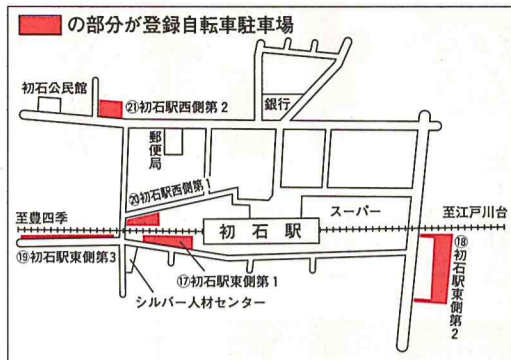 の部分が登録自転車駐車場
初石公民館
㉑初石駅西側第2
銀行
郵便局
⑳初石駅西側第1
スーパー
至豊四季
至江戸川台
初石駅
⑲初石駅東側第3
⑰初石駅東側第1
⑱初石駅東側第2
シルバー人材センター